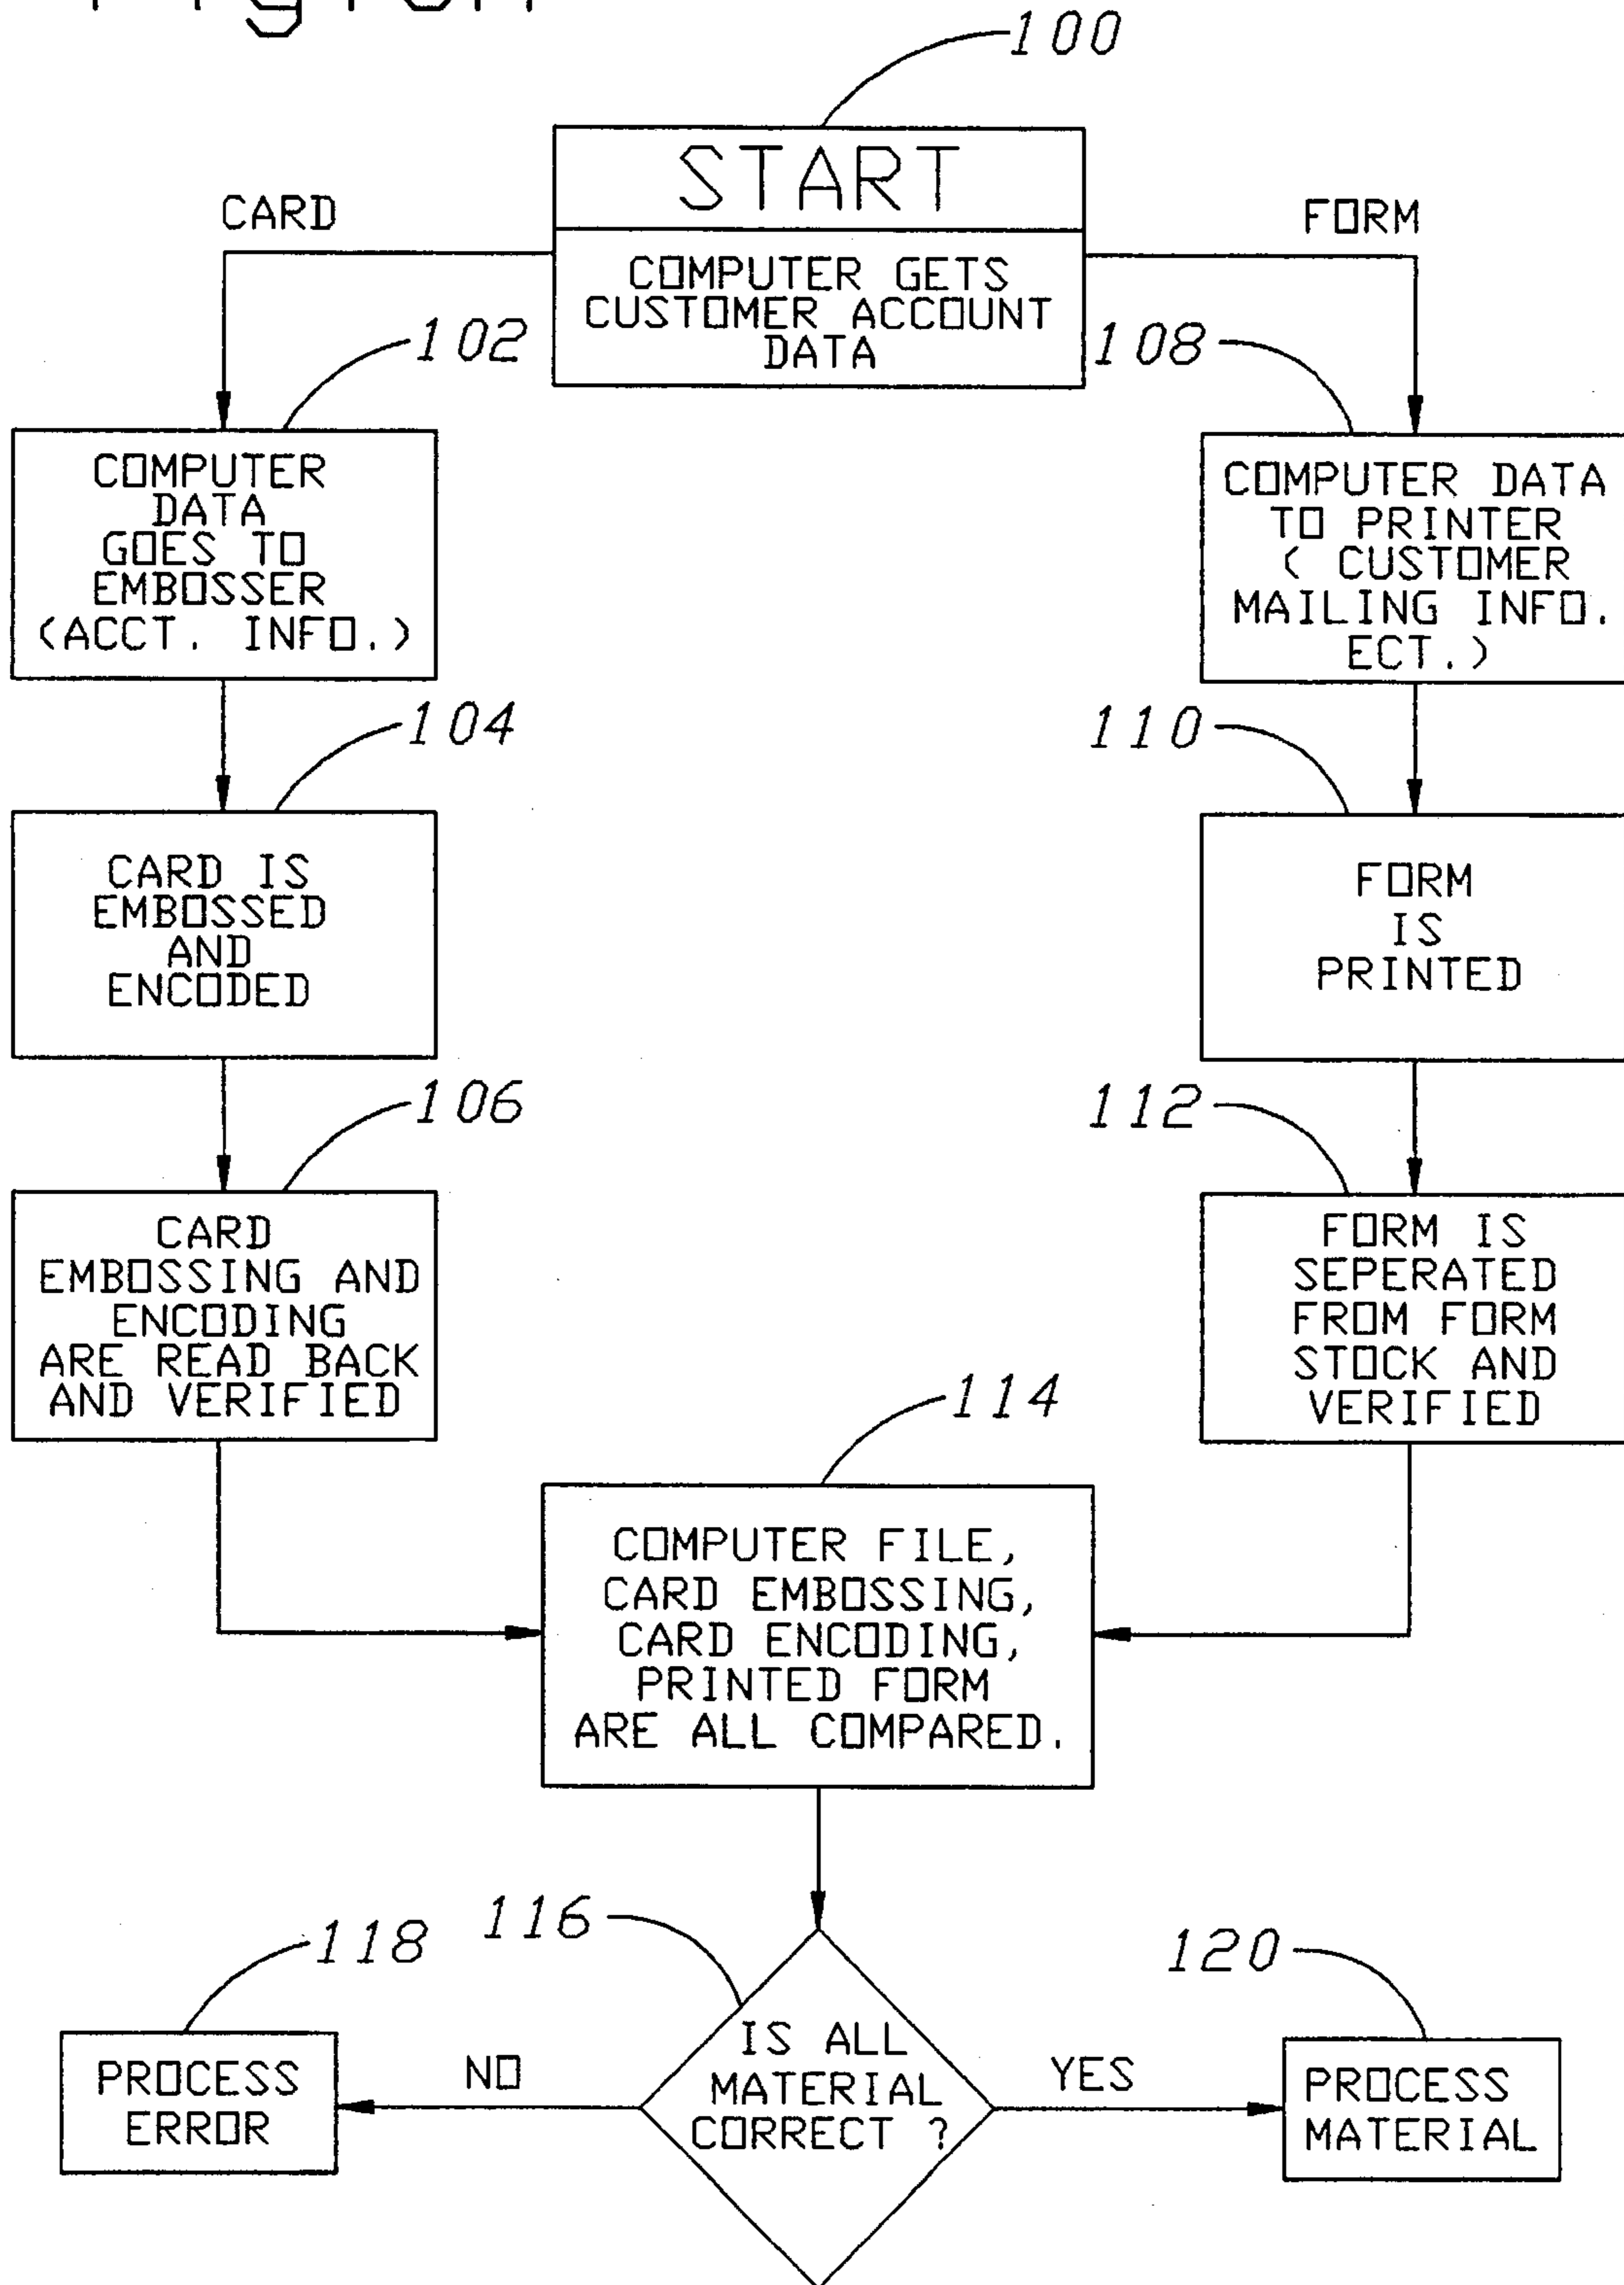 100
START
COMPUTER GETS
CUSTOMER ACCOUNT
DATA
CARD
FORM
102
COMPUTER
DATA
GOES TO
EMBOSSER
(ACCT. INFO.)
108
COMPUTER DATA
TO PRINTER
( CUSTOMER
MAILING INFO.
ECT.)
104
CARD IS
EMBOSSED
AND
ENCODED
110
FORM
IS
PRINTED
106
CARD
EMBOSSING AND
ENCODING
ARE READ BACK
AND VERIFIED
112
FORM IS
SEPERATED
FROM FORM
STOCK AND
VERIFIED
114
COMPUTER FILE,
CARD EMBOSSING,
CARD ENCODING,
PRINTED FORM
ARE ALL COMPARED.
116
IS ALL
MATERIAL
CORRECT ?
NO
YES
118
PROCESS
ERROR
120
PROCESS
MATERIAL